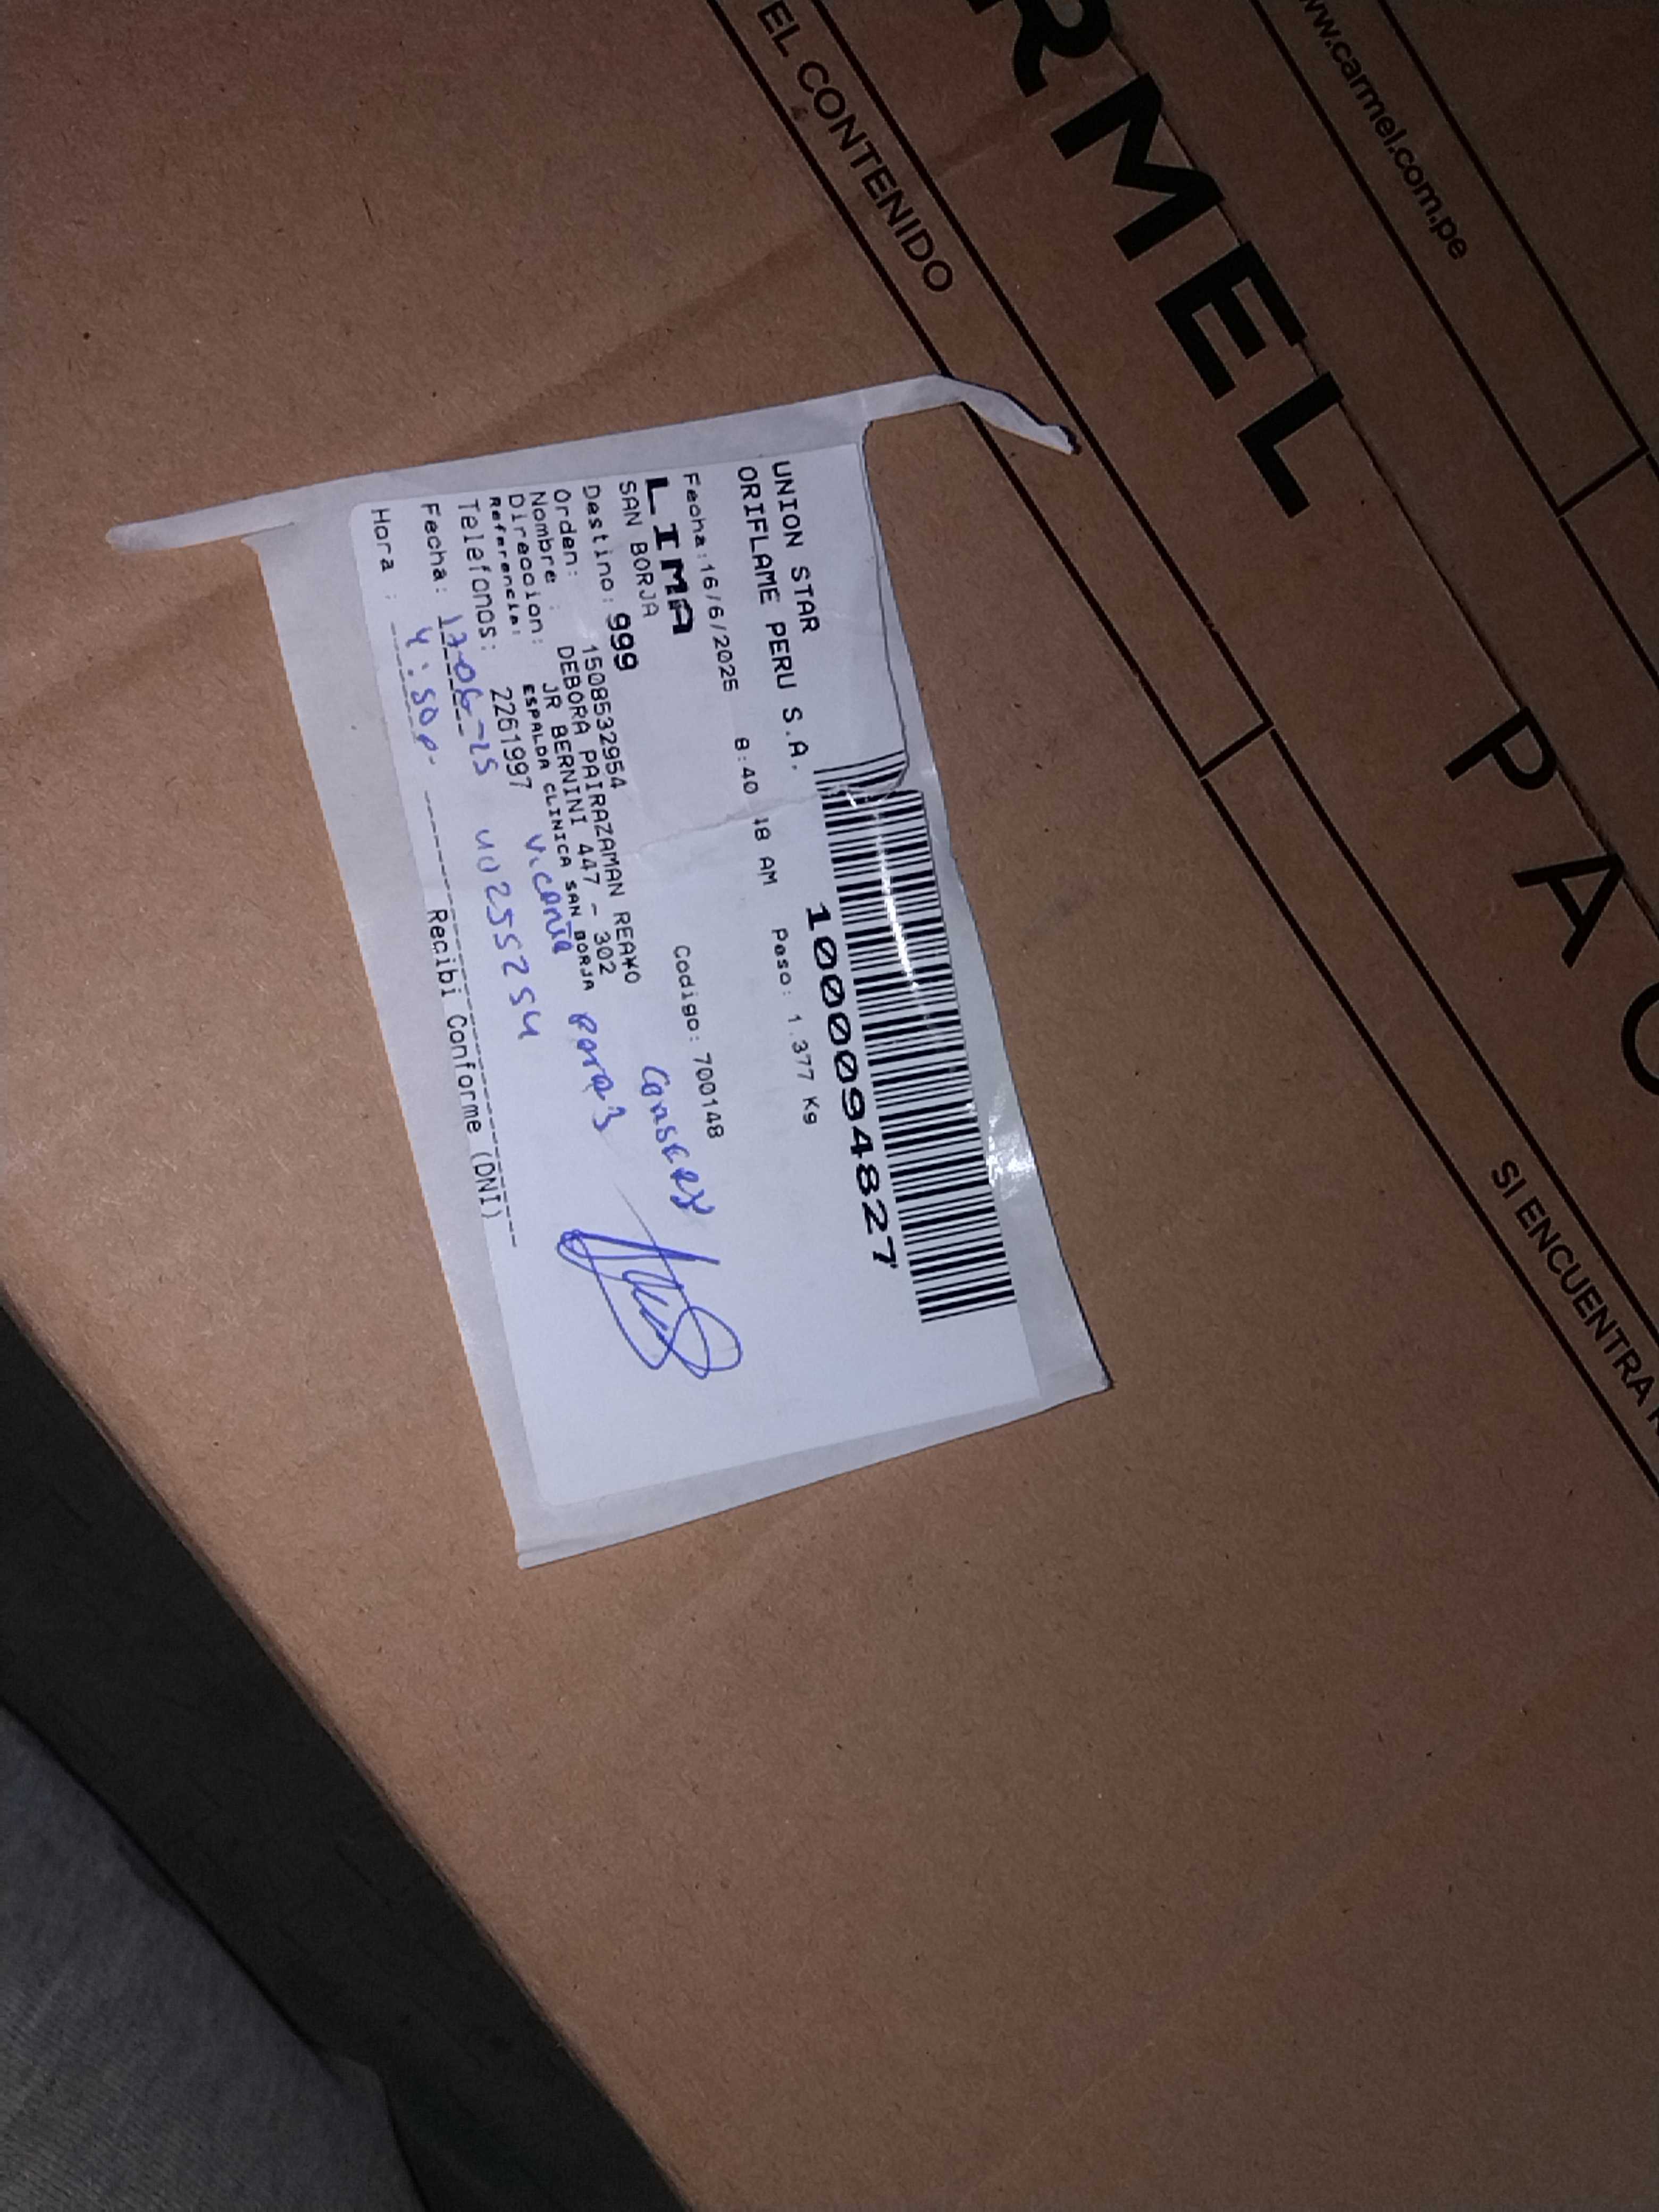 www.carmel.com.pe
RMEL
EL CONTENIDO
PAC
SI ENCUENTRA
UNION STAR
ORIFLAME PERU S.A.
1000094827
Fecha:16/6/2025 8:40 18 AM Peso: 1.377 Kg
LIMA
SAN BORJA Codigo: 700148
Destino: 999
Orden: 1508532954
Nombre : DEBORA PAIRAZAMAN REA¥O
Direccion: JR BERNINI 447 - 302
Referencia: ESPALDA CLINICA SAN BORJA
Telefonos: 2261997
Fecha: 17-06-25
Hora : 4:50p.
40255254
Recibi Conforme (DNI)